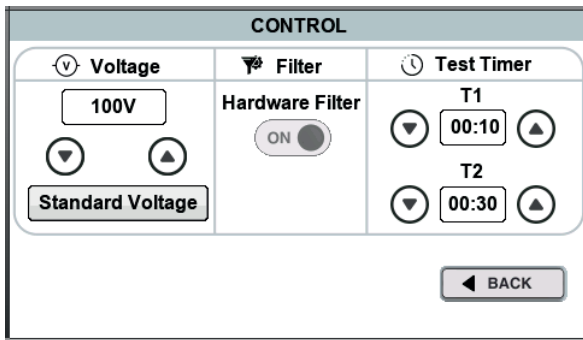 CONTROL
V Voltage
100V
Standard Voltage
Filter
Hardware Filter
ON
Test Timer
T1
00:10
T2
00:30
BACK